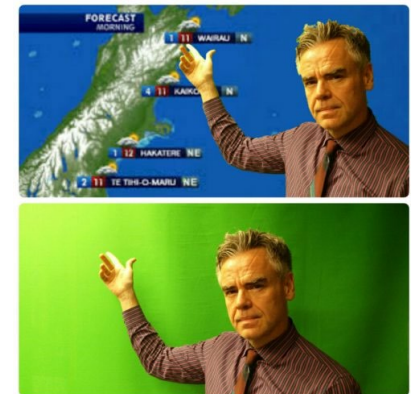 FORECAST
MORNING
1 11 WAIRAU N
4 11 KAIKO N
1 12 HAKATERE NE
2 11 TE TIHI-O-MARU NE